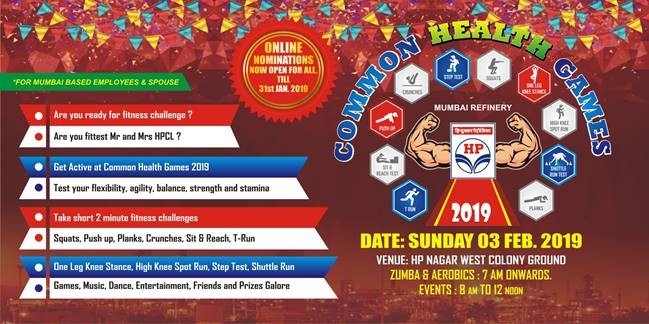 ONLINE
NOMINATIONS
NOW OPEN FOR ALL.
TILL
31st JAN. 2019
*FOR MUMBAI BASED EMPLOYEES & SPOUSE
Are you ready for fitness challenge ?
Are you fittest Mr and Mrs HPCL ?
Get Active at Common Health Games 2019
Test your flexibility, agility, balance, strength and stamina
Take short 2 minute fitness challenges
Squats, Push up, Planks, Crunches, Sit & Reach, T-Run
One Leg Knee Stance, High Knee Spot Run, Step Test, Shuttle Run
Games, Music, Dance, Entertainment, Friends and Prizes Galore
COMMON HEALTH GAMES
CRUNCHES
STEP TEST
SQUATS
ONE LEG
KNEE STANCE
PUSH UP
HIGH KNEE
SPOT RUN
SIT &
REACH TEST
SHUTTLE
RUN TEST
T RUN
PLANKS
MUMBAI REFINERY
हिन्दुस्तान पेट्रोलियम
HP
2019
DATE: SUNDAY 03 FEB. 2019
VENUE: HP NAGAR WEST COLONY GROUND
ZUMBA & AEROBICS : 7 AM ONWARDS.
EVENTS : 8 AM TO 12 NOON